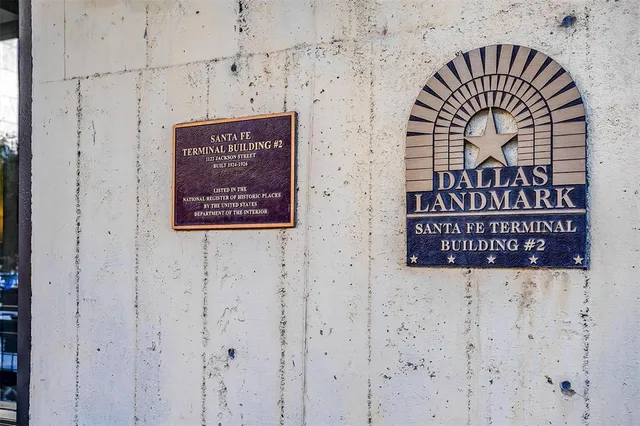 SANTA FE
TERMINAL BUILDING #2
1122 JACKSON STREET
BUILT 1924-1926
LISTED IN THE
NATIONAL REGISTER OF HISTORIC PLACES
BY THE UNITED STATES
DEPARTMENT OF THE INTERIOR
DALLAS
LANDMARK
SANTA FE TERMINAL
BUILDING #2